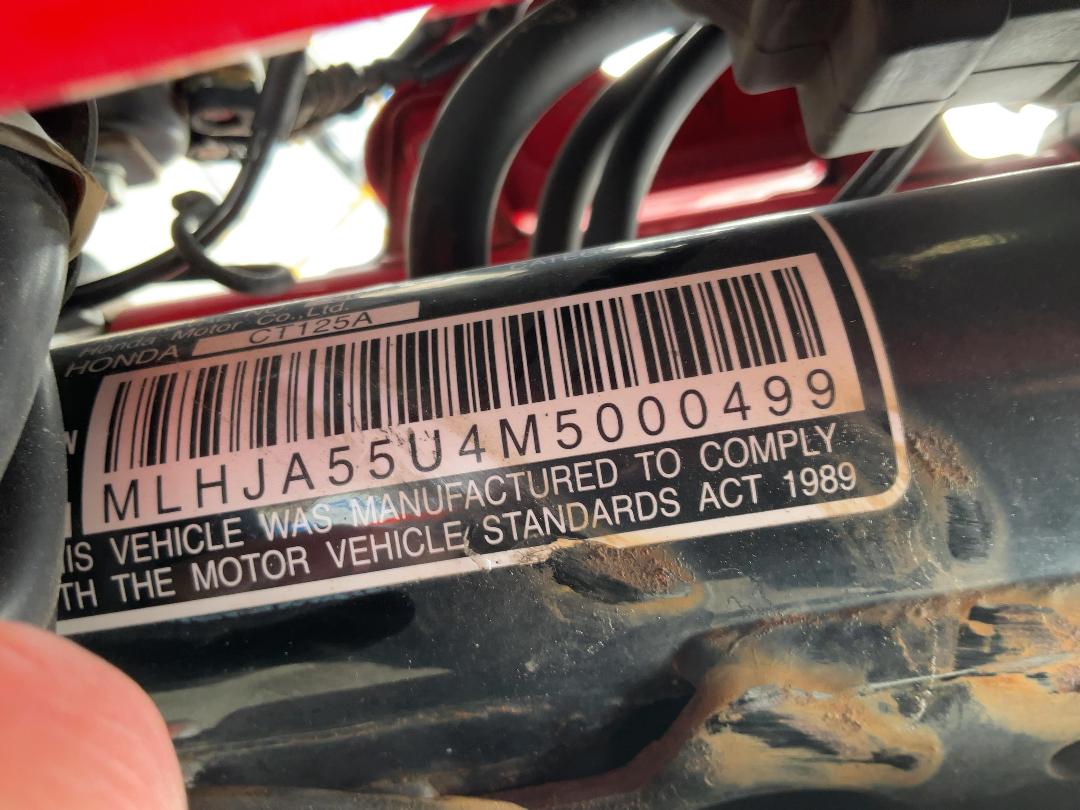 Honda Motor Co.,Ltd.
HONDA CT125A
MLHJA55U4M5000499
IS VEHICLE WAS MANUFACTURED TO COMPLY
TH THE MOTOR VEHICLE STANDARDS ACT 1989